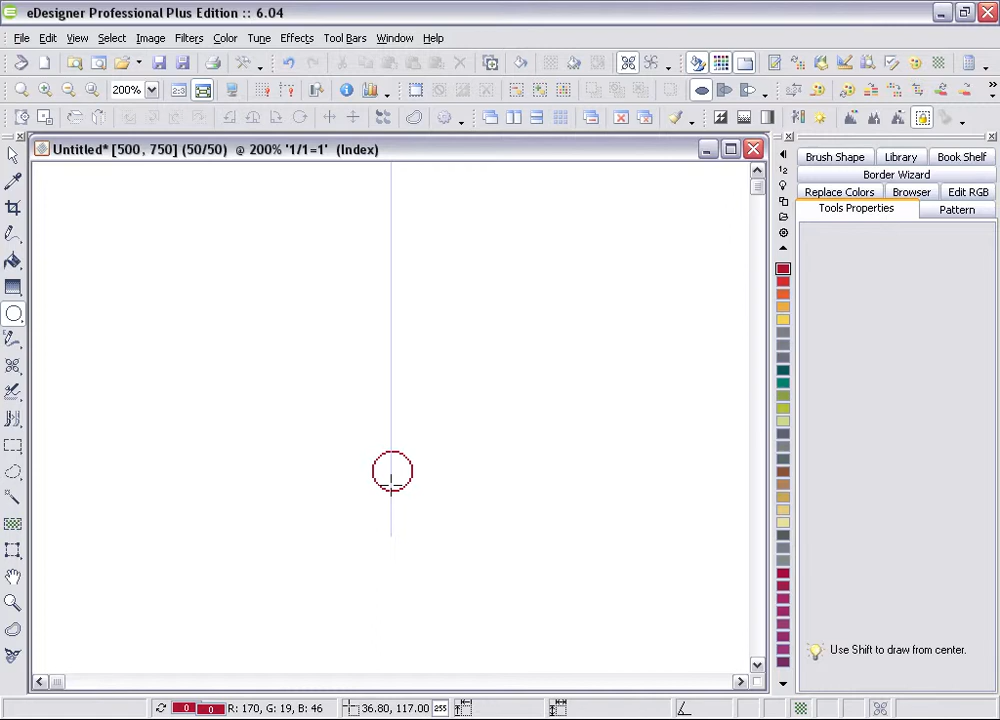 eDesigner Professional Plus Edition :: 6.04
File Edit View Select Image Filters Color Tune Effects Tool Bars Window Help
200%
Untitled* [500, 750] (50/50) @ 200% '1/1=1' (Index)
Brush Shape Library Book Shelf
Border Wizard
Replace Colors Browser Edit RGB
Tools Properties Pattern
Use Shift to draw from center.
0 0 R: 170, G: 19, B: 46 36.80, 117.00 255